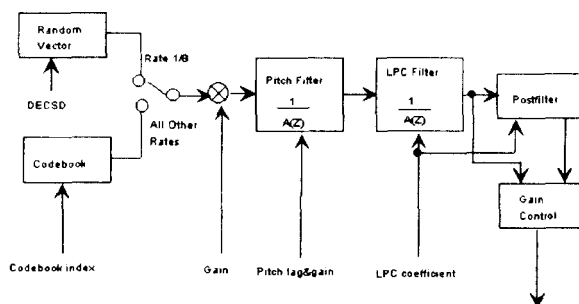 Random
Vector
Rate 1/8
DECSD
All Other
Rates
Codebook
Codebook index
Gain
Pitch Filter
1
A(Z)
Pitch lag&gain
LPC Filter
1
A(Z)
LPC coefficient
Postfilter
Gain
Control